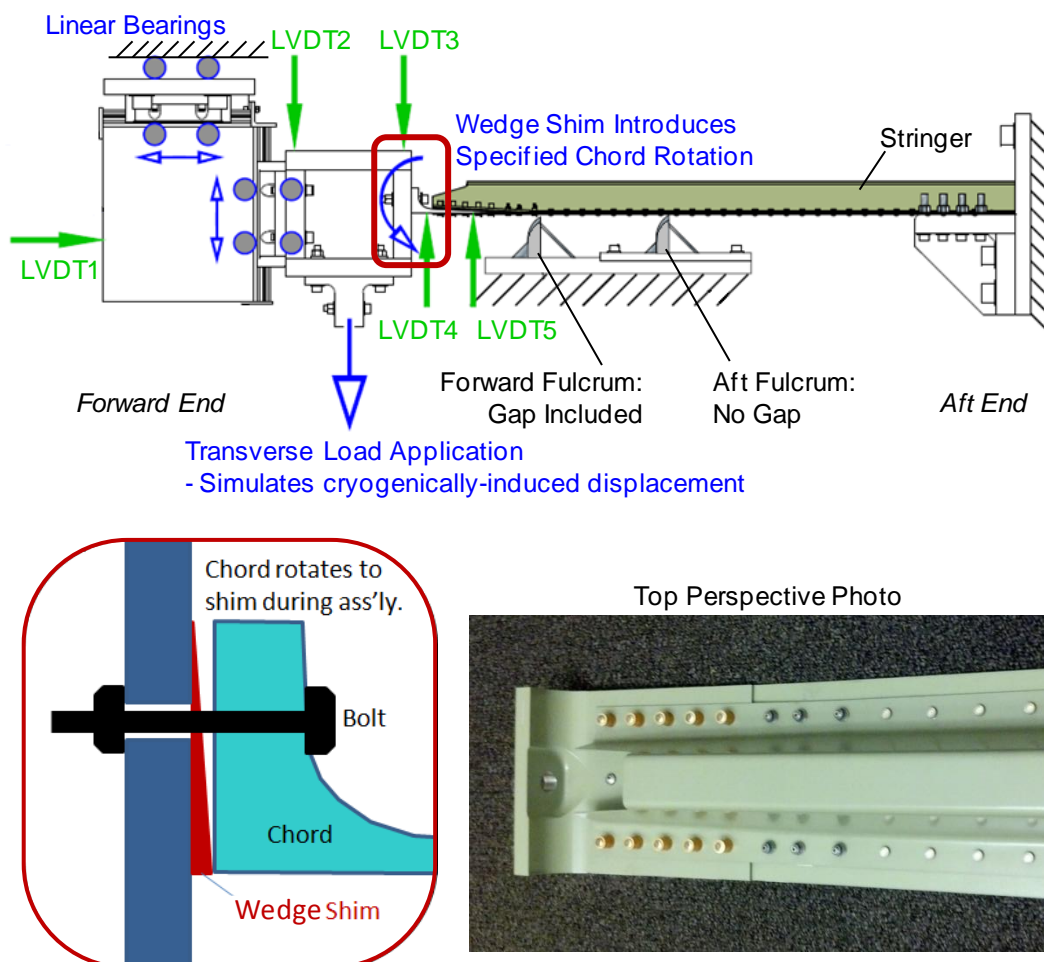 Linear Bearings
LVDT2
LVDT3
Wedge Shim Introduces
Specified Chord Rotation
Stringer
LVDT1
LVDT4
LVDT5
Forward End
Forward Fulcrum:
Gap Included
Aft Fulcrum:
No Gap
Aft End
Transverse Load Application
- Simulates cryogenically-induced displacement
Chord rotates to
shim during ass'ly.
Bolt
Chord
Wedge Shim
Top Perspective Photo